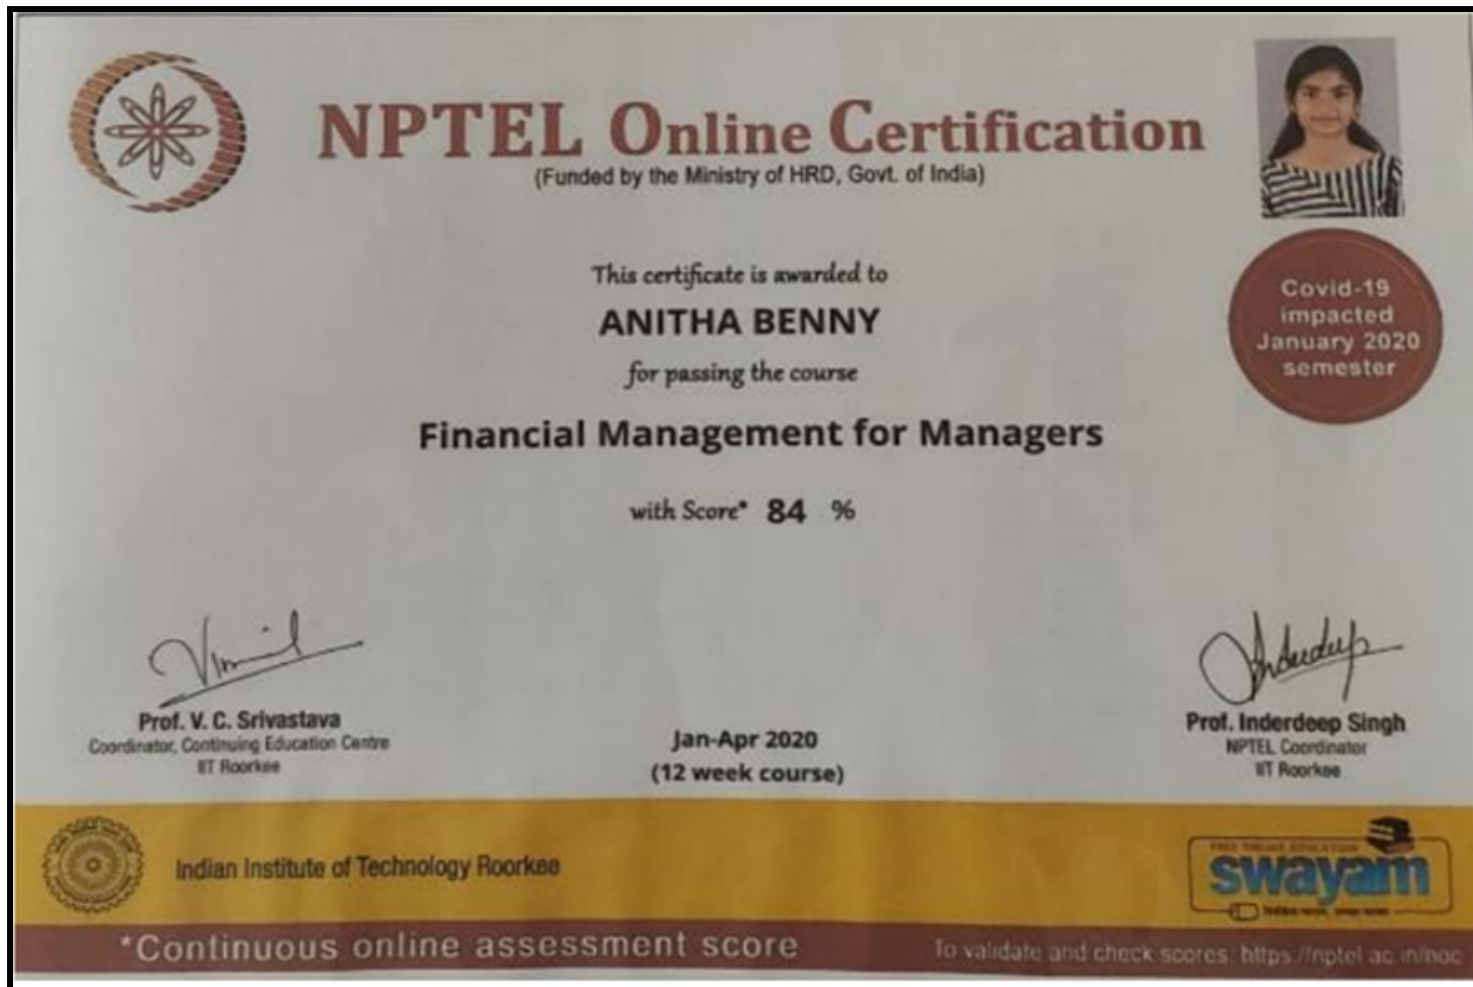 NPTEL Online Certification
(Funded by the Ministry of HRD, Govt. of India)
This certificate is awarded to
ANITHA BENNY
for passing the course
Financial Management for Managers
with Score* 84 %
Covid-19
impacted
January 2020
semester
Prof. V. C. Srivastava
Coordinator, Continuing Education Centre
IIT Roorkee
Jan-Apr 2020
(12 week course)
Prof. Inderdeep Singh
NPTEL Coordinator
IIT Roorkee
Indian Institute of Technology Roorkee
FREE ONLINE EDUCATION
swayam
*Continuous online assessment score
To validate and check scores: https://nptel.ac.in/noc